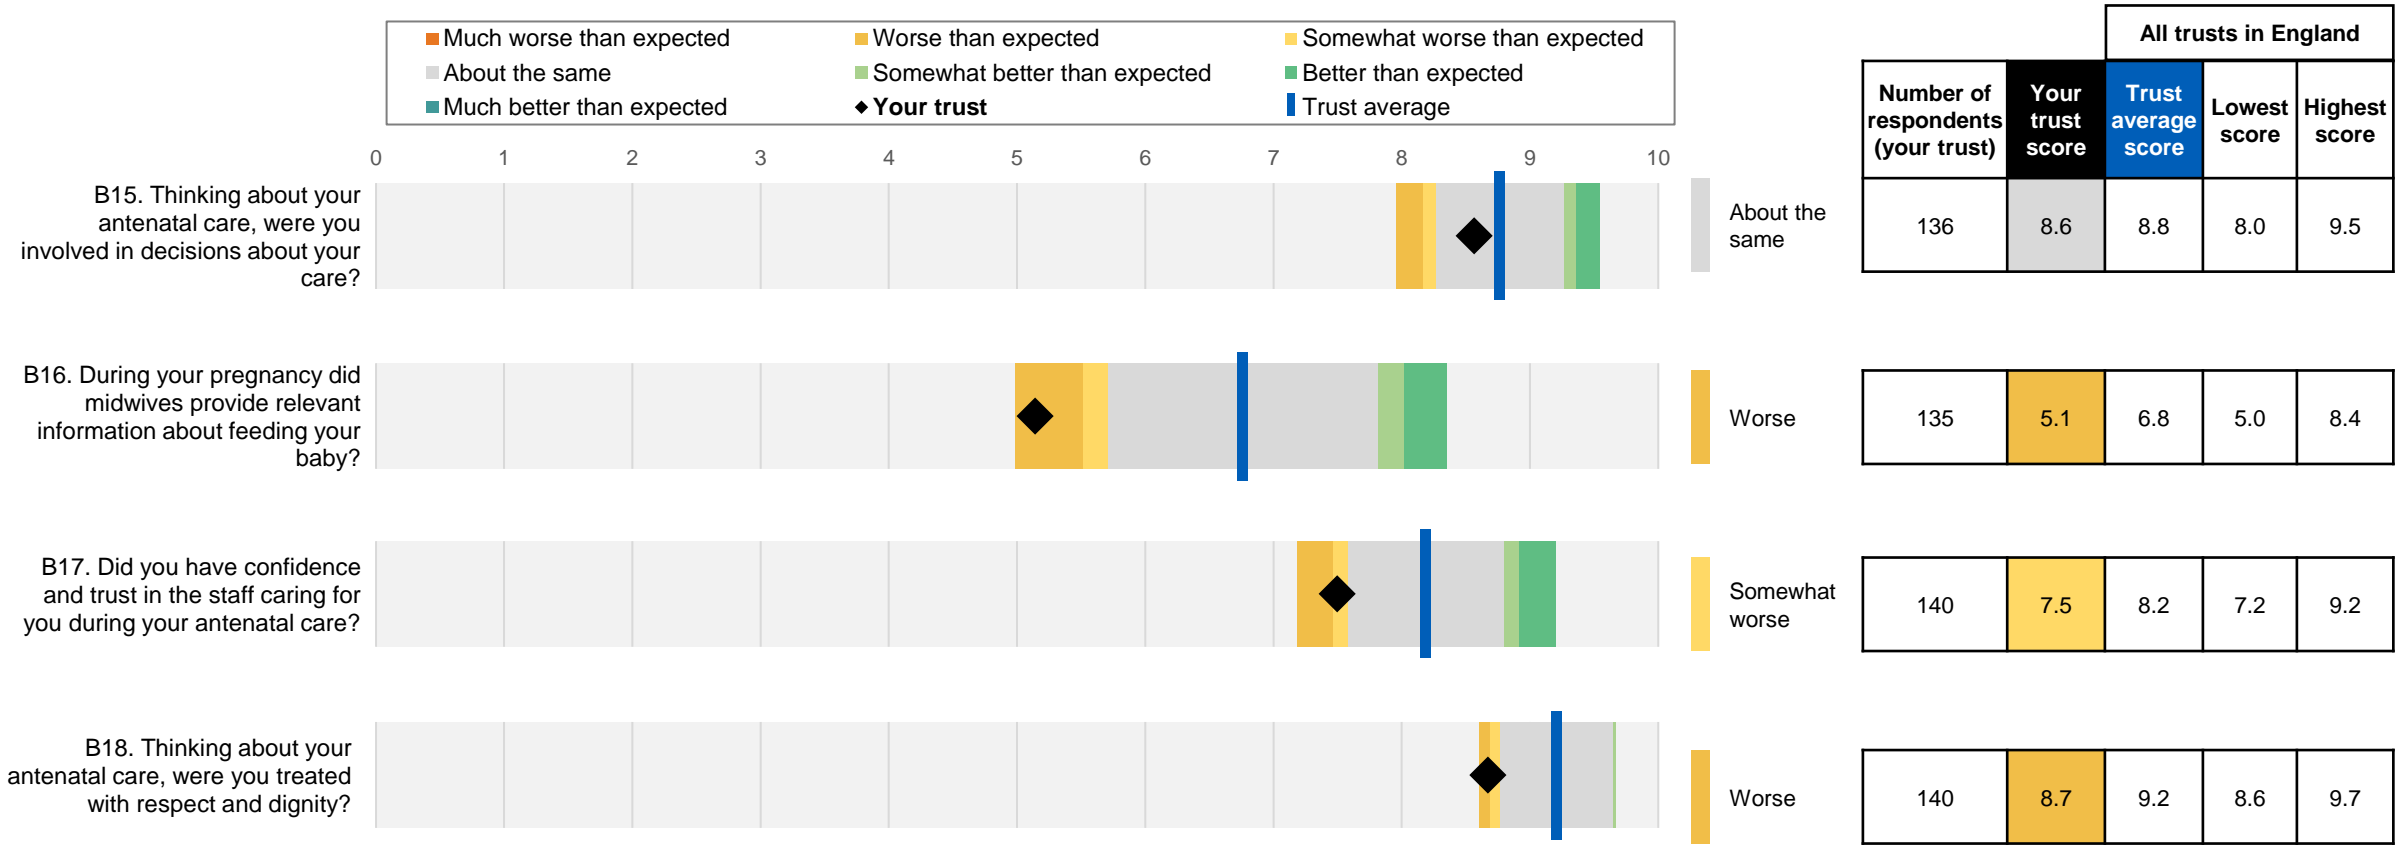 Much worse than expected
Worse than expected
Somewhat worse than expected
About the same
Somewhat better than expected
Better than expected
Much better than expected
Your trust
Trust average
All trusts in England
Number of
respondents
(your trust)
Your
trust
score
Trust
average
score
Lowest
score
Highest
score
0 1 2 3 4 5 6 7 8 9 10
B15. Thinking about your
antenatal care, were you
involved in decisions about your
care?
About the
same
136 8.6 8.8 8.0 9.5
B16. During your pregnancy did
midwives provide relevant
information about feeding your
baby?
Worse
135 5.1 6.8 5.0 8.4
B17. Did you have confidence
and trust in the staff caring for
you during your antenatal care?
Somewhat
worse
140 7.5 8.2 7.2 9.2
B18. Thinking about your
antenatal care, were you treated
with respect and dignity?
Worse
140 8.7 9.2 8.6 9.7